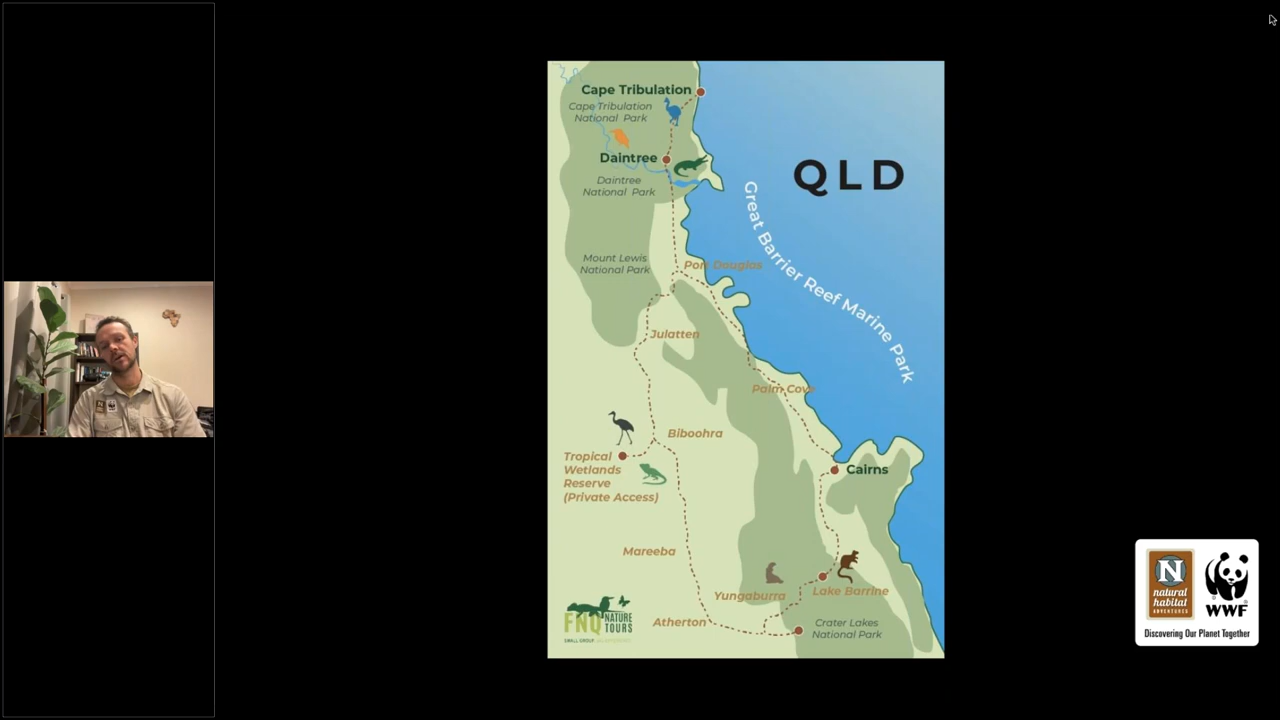 Cape Tribulation
Cape Tribulation
National Park
Daintree
Daintree
National Park
QLD
Great Barrier Reef Marine Park
Mount Lewis
National Park
Port Douglas
Julatten
Palm Cove
Biboohra
Tropical
Wetlands
Reserve
(Private Access)
Cairns
Mareeba
Yungaburra
Lake Barrine
Atherton
Crater Lakes
National Park
FNQ NATURE
TOURS
N
natural
habitat
ADVENTURES
WWF
Discovering Our Planet Together